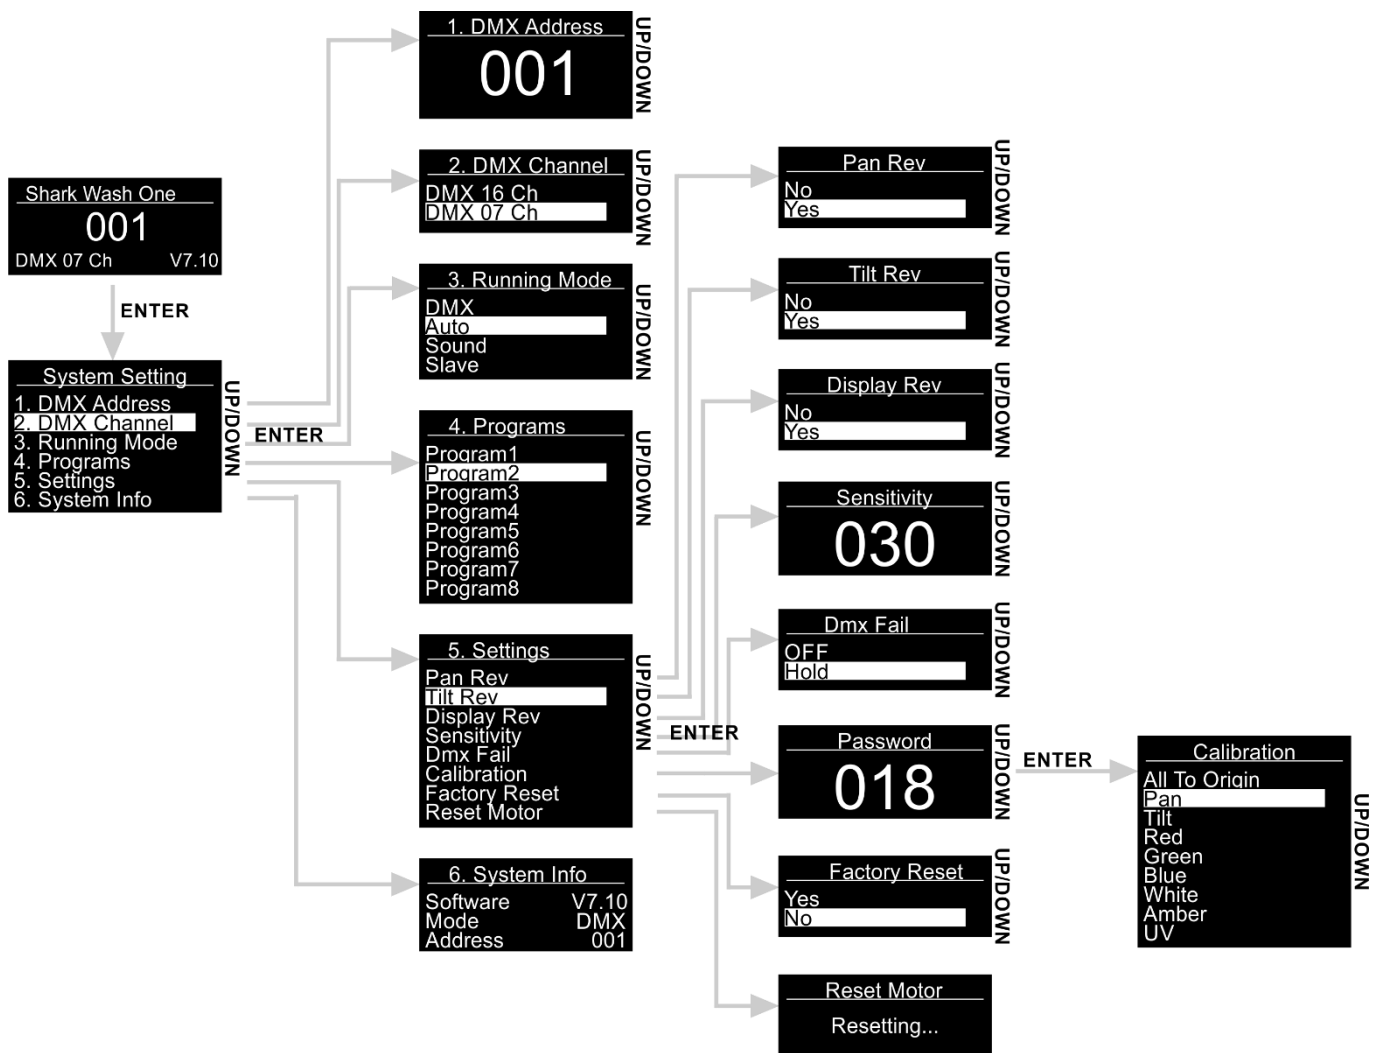 Shark Wash One
001
DMX 07 Ch V7.10
ENTER
System Setting
1. DMX Address
2. DMX Channel
3. Running Mode
4. Programs
5. Settings
6. System Info
UP/DOWN
ENTER
1. DMX Address
001
UP/DOWN
2. DMX Channel
DMX 16 Ch
DMX 07 Ch
UP/DOWN
3. Running Mode
DMX
Auto
Sound
Slave
UP/DOWN
4. Programs
Program1
Program2
Program3
Program4
Program5
Program6
Program7
Program8
UP/DOWN
5. Settings
Pan Rev
Tilt Rev
Display Rev
Sensitivity
Dmx Fail
Calibration
Factory Reset
Reset Motor
UP/DOWN
ENTER
6. System Info
Software V7.10
Mode DMX
Address 001
Pan Rev
No
Yes
UP/DOWN
Tilt Rev
No
Yes
UP/DOWN
Display Rev
No
Yes
UP/DOWN
Sensitivity
030
UP/DOWN
Dmx Fail
OFF
Hold
UP/DOWN
Password
018
UP/DOWN
ENTER
Factory Reset
Yes
No
UP/DOWN
Reset Motor
Resetting...
Calibration
All To Origin
Pan
Tilt
Red
Green
Blue
White
Amber
UV
UP/DOWN